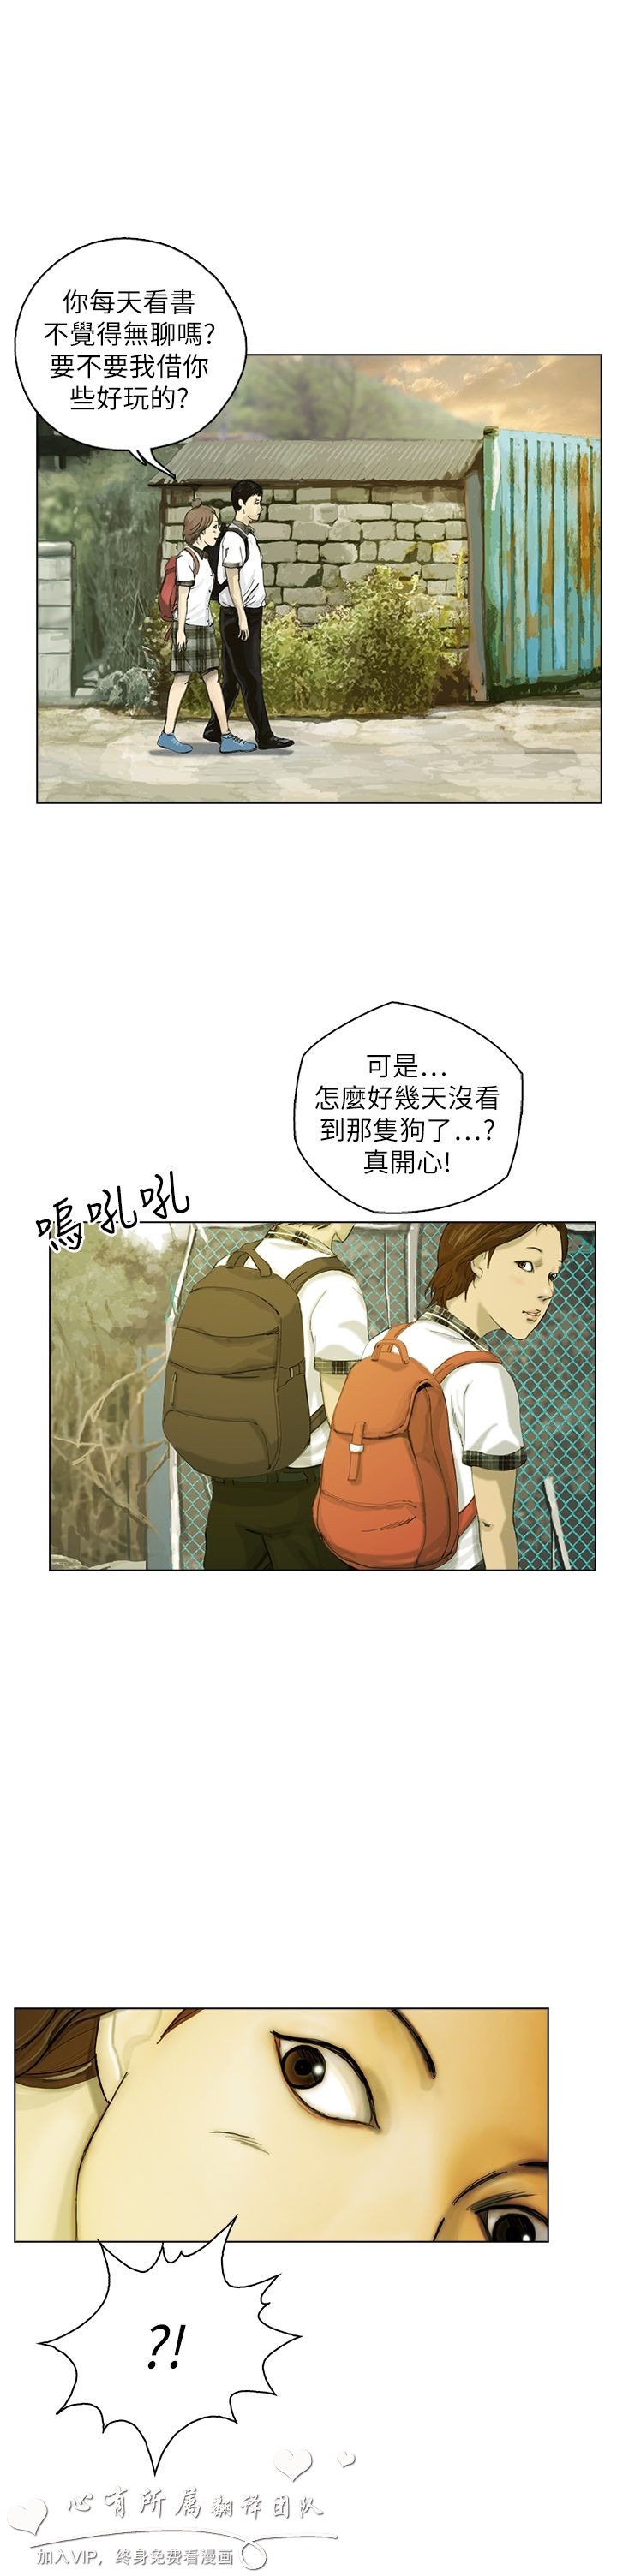 你每天看書
不覺得無聊嗎?
要不要我借你
些好玩的?
可是...
怎麼好幾天沒看
到那隻狗了...?
真開心!
嗚吼吼
?!
心有所属翻译团队
加入VIP，终身免费看漫画